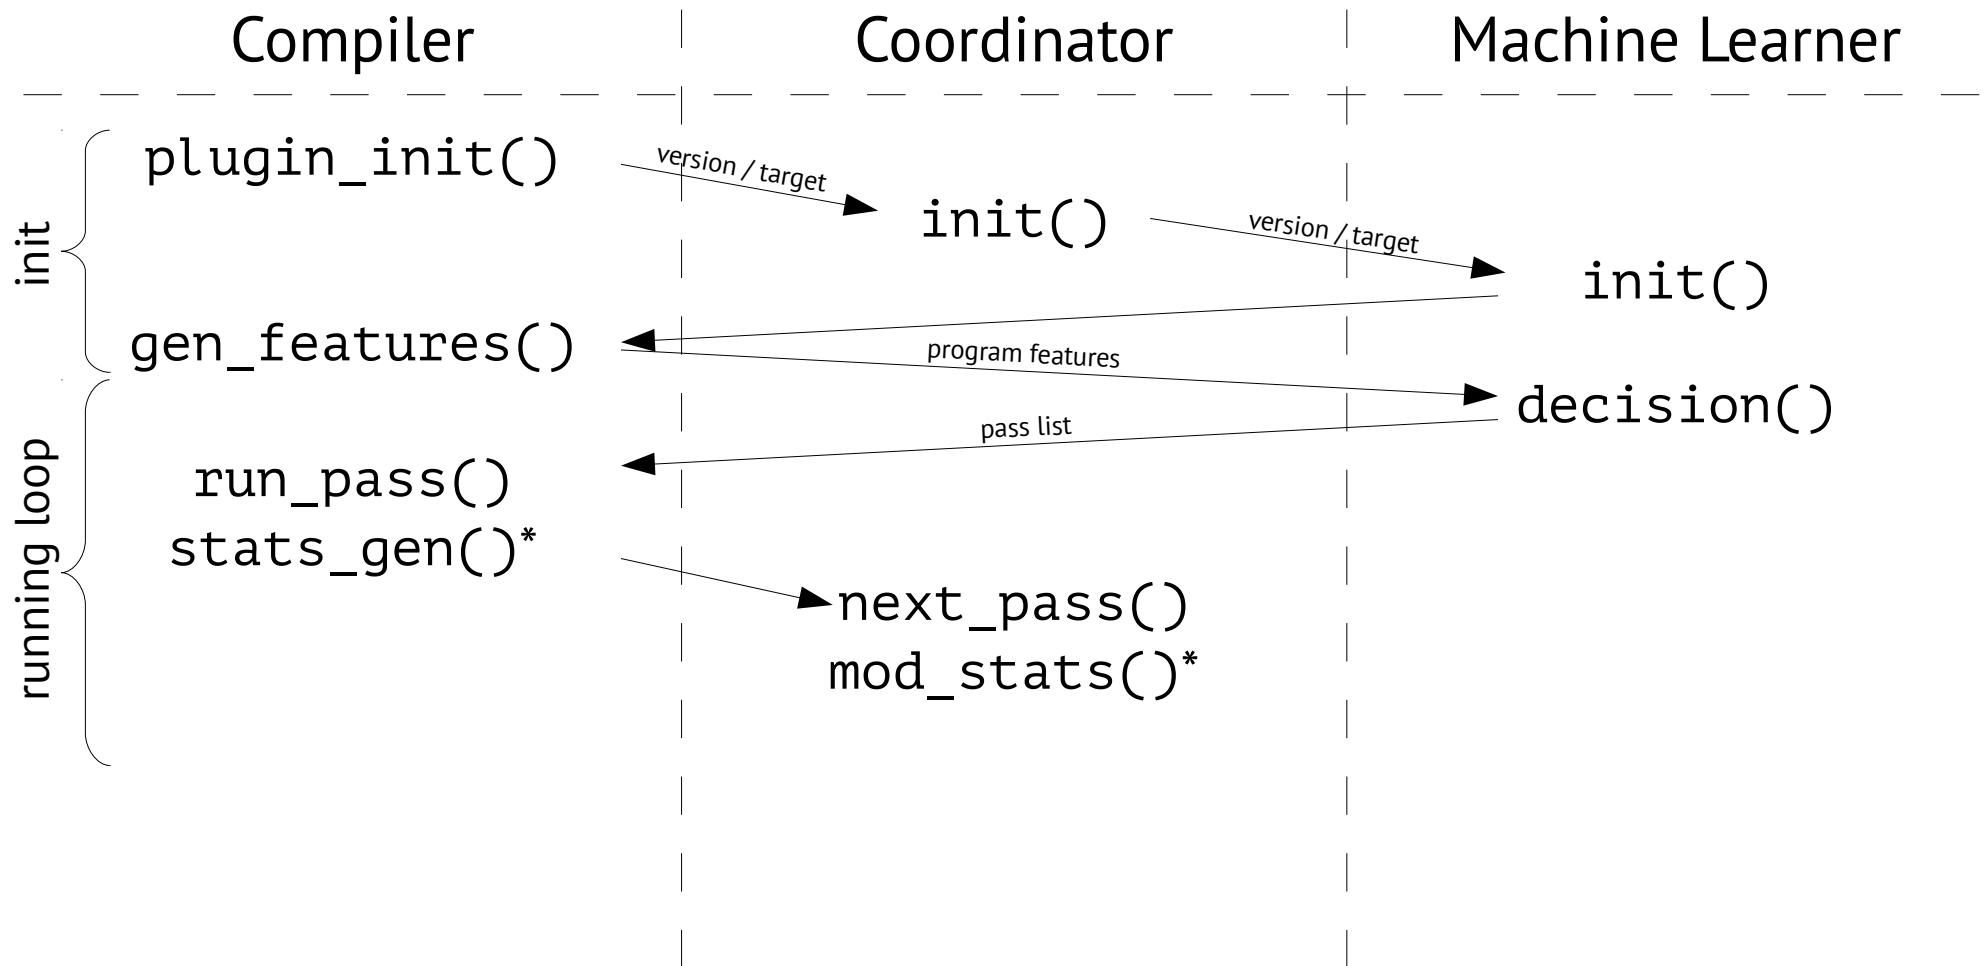 Compiler
Coordinator
Machine Learner
init
plugin_init()
version / target
init()
version / target
init()
gen_features()
program features
decision()
pass list
running loop
run_pass()
stats_gen()*
next_pass()
mod_stats()*